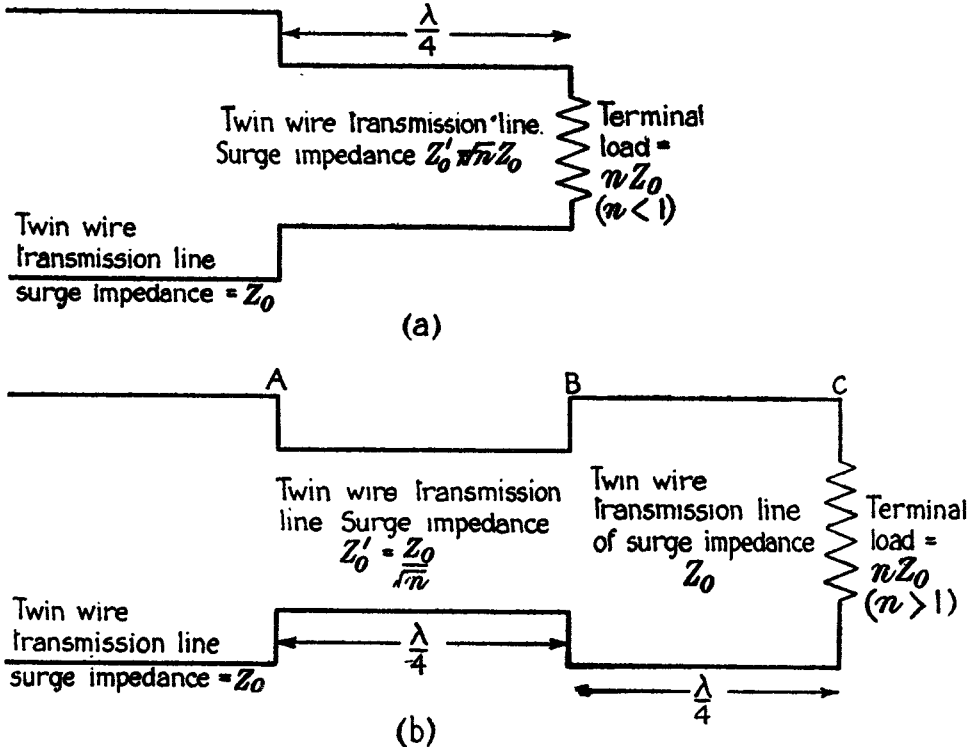 λ/4
Twin wire transmission line.
Surge impedance Z₀' = √n Z₀
Terminal
load =
nZ₀
(n < 1)
Twin wire
transmission line
surge impedance = Z₀
(a)
A
B
C
Twin wire transmission
line Surge impedance
Z₀' = Z₀/√n
Twin wire
transmission line
of surge impedance
Z₀
Terminal
load =
nZ₀
(n > 1)
Twin wire
transmission line
surge impedance = Z₀
λ/4
λ/4
(b)